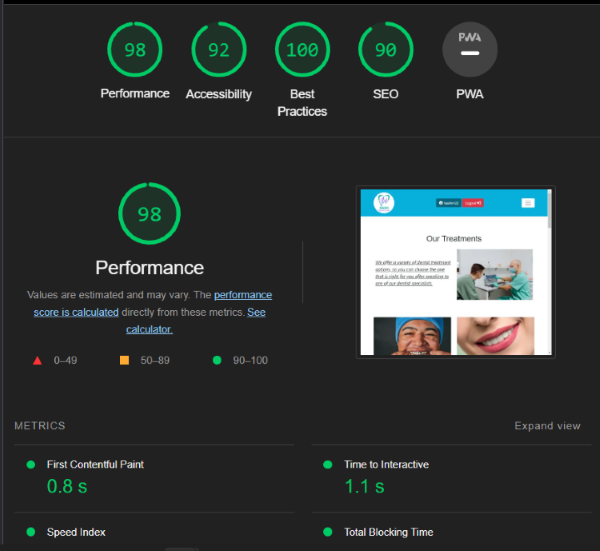 98
92
100
90
PWA
Performance
Accessibility
Best
Practices
SEO
PWA
98
Performance
Values are estimated and may vary. The performance
score is calculated directly from these metrics. See
calculator.
0–49
50–89
90–100
Our Treatments
We offer a variety of dental treatment
options, so you can choose the one
that is right for you after speaking to
one of our dentist specialists.
METRICS
Expand view
First Contentful Paint
0.8 s
Time to Interactive
1.1 s
Speed Index
Total Blocking Time